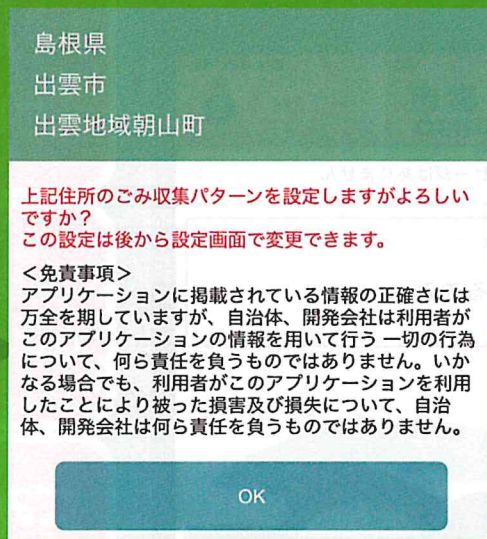 島根県
出雲市
出雲地域朝山町
上記住所のごみ収集パターンを設定しますがよろしい
ですか？
この設定は後から設定画面で変更できます。
＜免責事項＞
アプリケーションに掲載されている情報の正確さには
万全を期していますが、自治体、開発会社は利用者が
このアプリケーションの情報を用いて行う 一切の行為
について、何ら責任を負うものではありません。いか
なる場合でも、利用者がこのアプリケーションを利用
したことにより被った損害及び損失について、自治
体、開発会社は何ら責任を負うものではありません。
OK